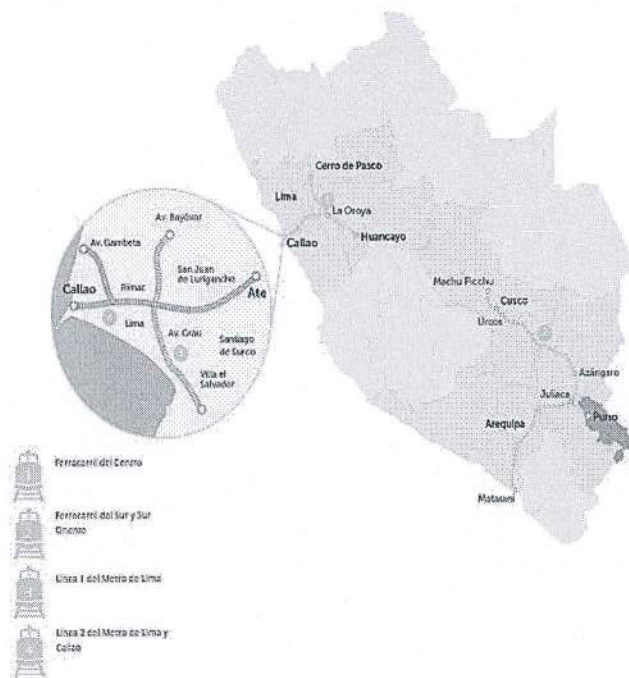 Cerro de Pasco
Lima
La Oroya
Callao
Huancayo
Machu Picchu
Cusco
Urcos
Azángaro
Juliaca
Puno
Arequipa
Matarani
Av. Bayóvar
Av. Gambeta
San Juan
de Lurigancho
Callao
Rímac
Ate
Lima
Av. Grau
Santiago
de Surco
Villa el
Salvador
Ferrocarril del Centro
Ferrocarril del Sur y Sur
Oriente
Línea 1 del Metro de Lima
Línea 2 del Metro de Lima y
Callao